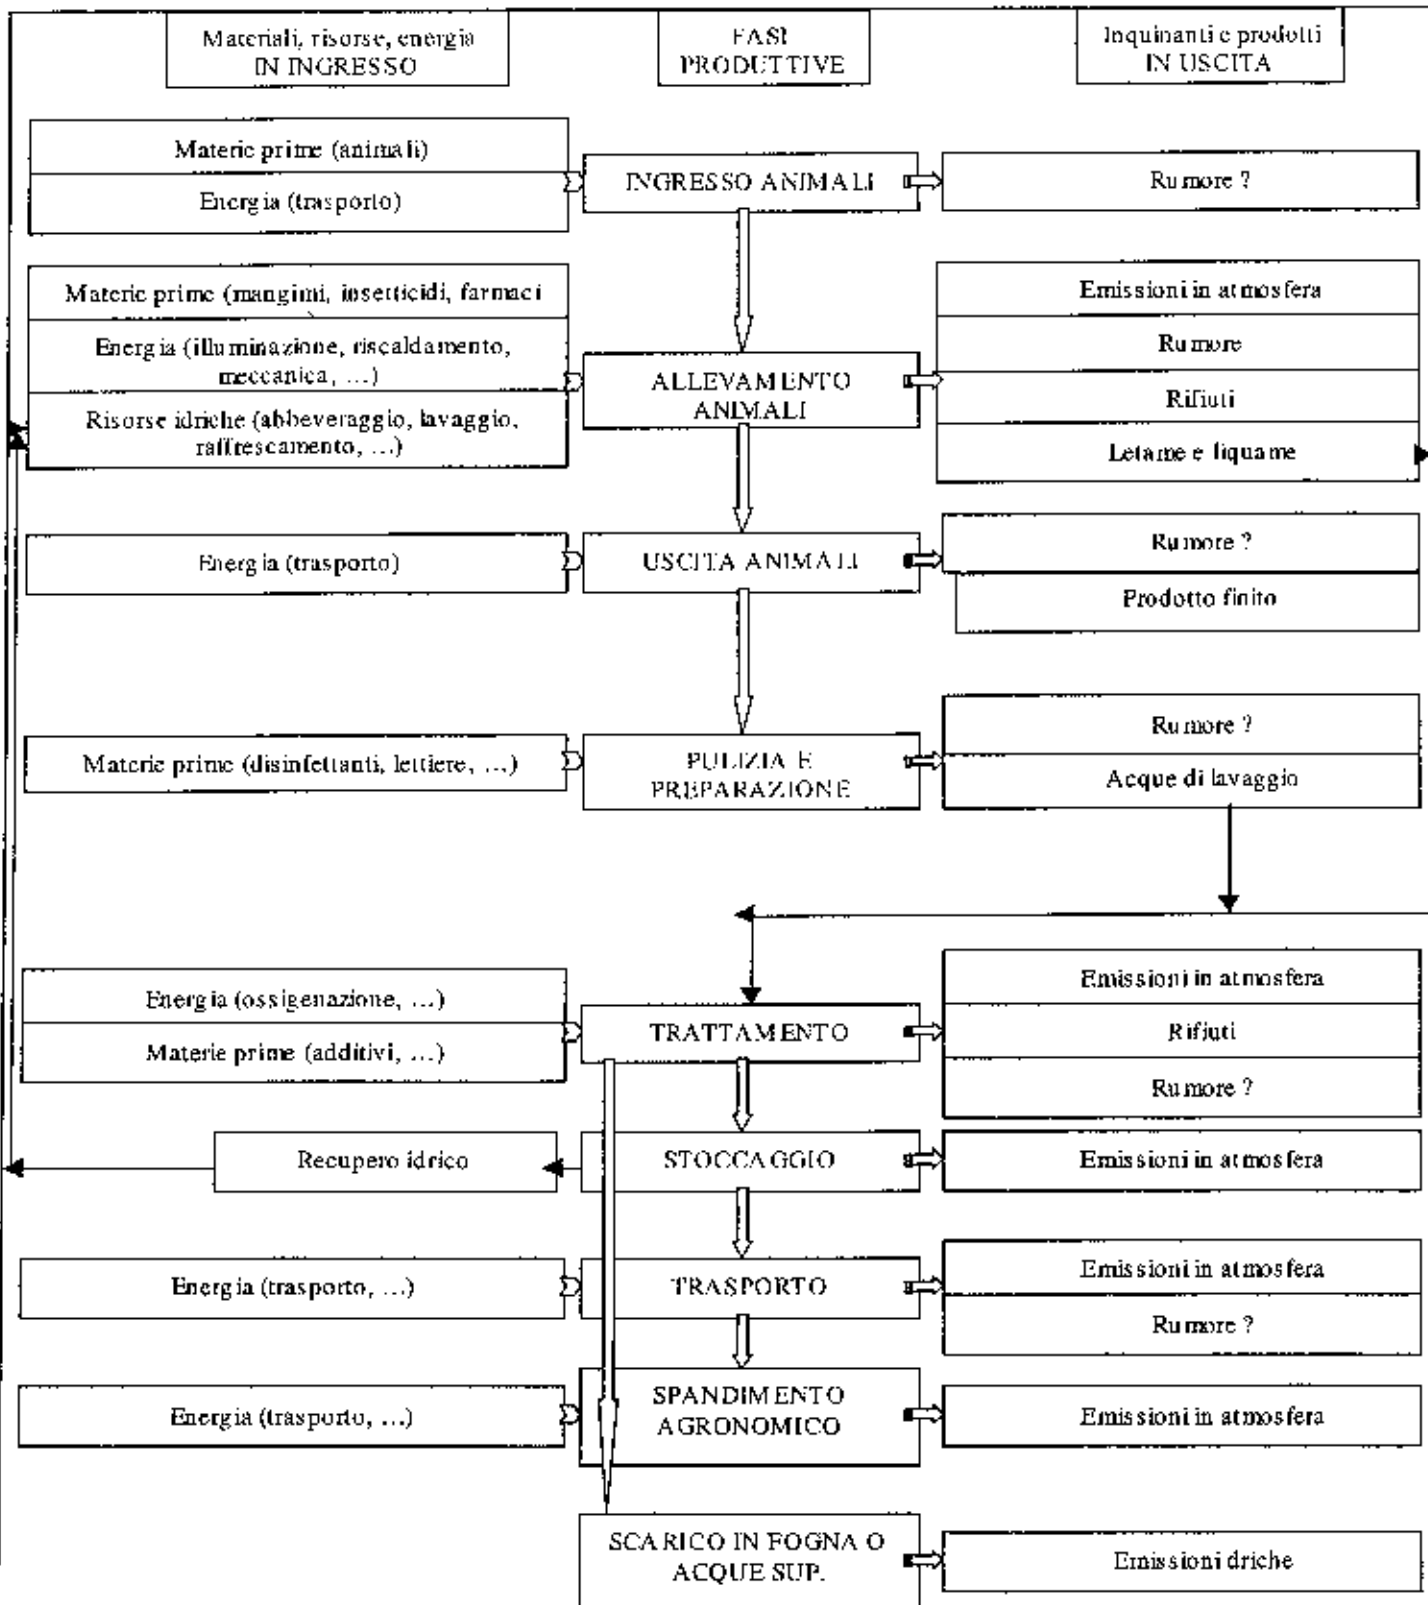 Materiali, risorse, energia
IN INGRESSO
FASI
PRODUTTIVE
Inquinanti e prodotti
IN USCITA
Materie prime (animali)
Energia (trasporto)
INGRESSO ANIMALI
Rumore ?
Materie prime (mangimi, insetticidi, farmaci
Energia (illuminazione, riscaldamento,
meccanica, …)
Risorse idriche (abbeveraggio, lavaggio,
raffrescamento, …)
ALLEVAMENTO
ANIMALI
Emissioni in atmosfera
Rumore
Rifiuti
Letame e liquame
Energia (trasporto)
USCITA ANIMALI
Rumore ?
Prodotto finito
Materie prime (disinfettanti, lettiere, …)
PULIZIA E
PREPARAZIONE
Rumore ?
Acque di lavaggio
Energia (ossigenazione, …)
Materie prime (additivi, …)
TRATTAMENTO
Emissioni in atmosfera
Rifiuti
Rumore ?
Recupero idrico
STOCCAGGIO
Emissioni in atmosfera
Energia (trasporto, …)
TRASPORTO
Emissioni in atmosfera
Rumore ?
Energia (trasporto, …)
SPANDIMENTO
AGRONOMICO
Emissioni in atmosfera
SCARICO IN FOGNA O
ACQUE SUP.
Emissioni driche